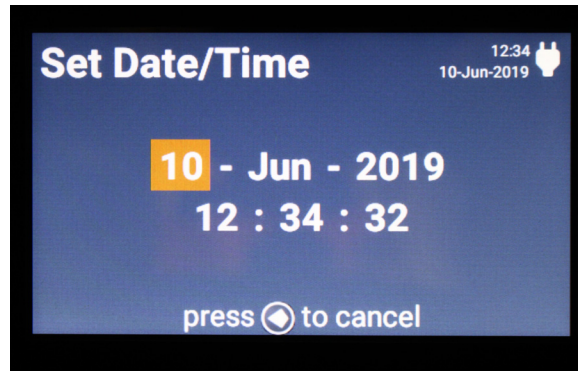 Set Date/Time
12:34
10-Jun-2019
10 - Jun - 2019
12 : 34 : 32
press to cancel